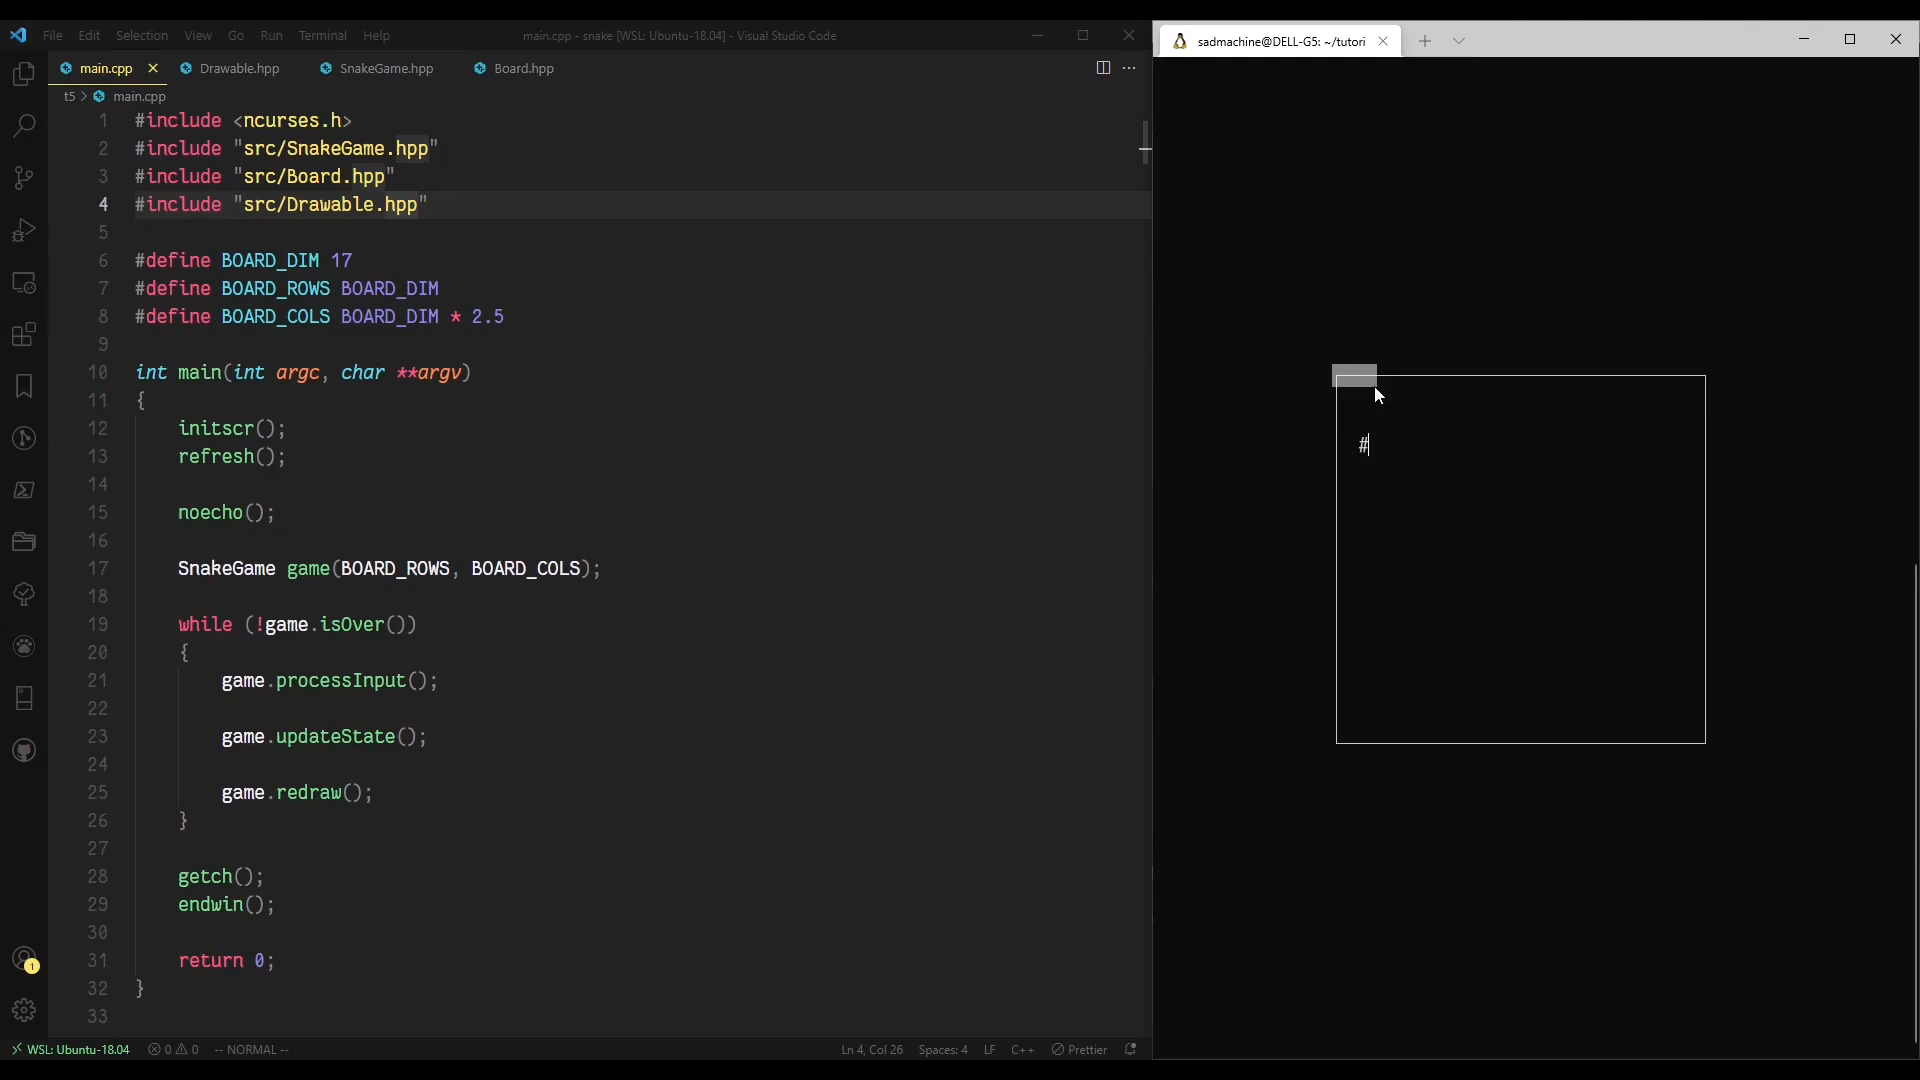 File Edit Selection View Go Run Terminal Help
main.cpp - snake [WSL: Ubuntu-18.04] - Visual Studio Code
sadmachine@DELL-G5: ~/tutori
main.cpp Drawable.hpp SnakeGame.hpp Board.hpp
t5 > main.cpp
1 #include <ncurses.h>
2 #include "src/SnakeGame.hpp"
3 #include "src/Board.hpp"
4 #include "src/Drawable.hpp"
5
6 #define BOARD_DIM 17
7 #define BOARD_ROWS BOARD_DIM
8 #define BOARD_COLS BOARD_DIM * 2.5
9
10 int main(int argc, char **argv)
11 {
12     initscr();
13     refresh();
14
15     noecho();
16
17     SnakeGame game(BOARD_ROWS, BOARD_COLS);
18
19     while (!game.isOver())
20     {
21         game.processInput();
22
23         game.updateState();
24
25         game.redraw();
26     }
27
28     getch();
29     endwin();
30
31     return 0;
32 }
33
#
1
WSL: Ubuntu-18.04 0 0 -- NORMAL -- Ln 4, Col 26 Spaces: 4 LF C++ Prettier